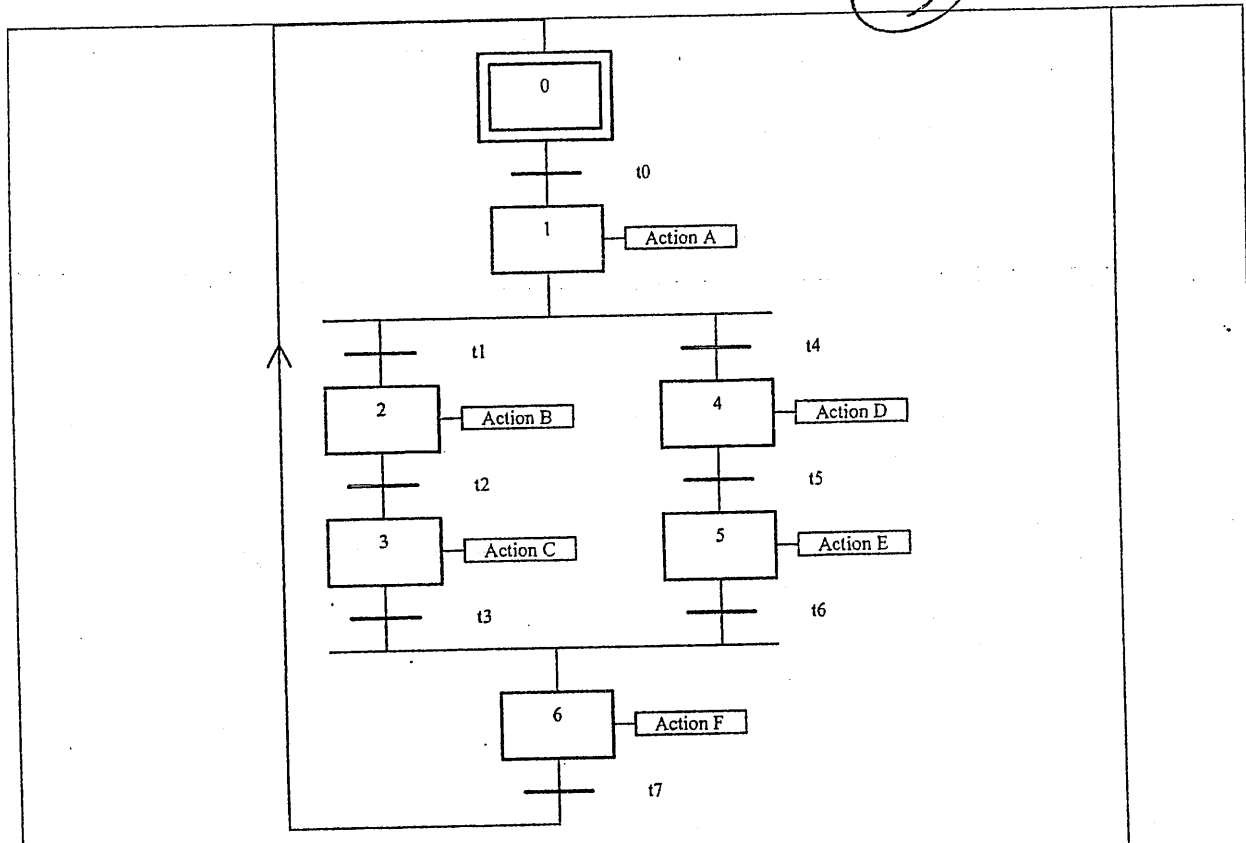 0
t0
1 Action A
t1 t4
2 Action B 4 Action D
t2 t5
3 Action C 5 Action E
t3 t6
6 Action F
t7